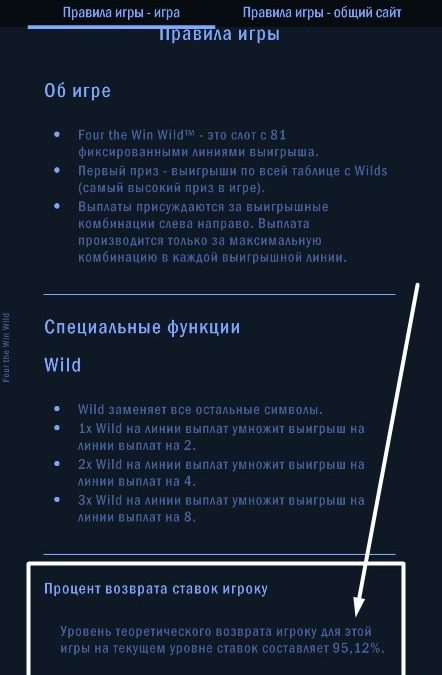 Правила игры - игра
Правила игры - общий сайт
Правила игры
Об игре
Four the Win Wild™ - это слот с 81
фиксированными линиями выигрыша.
Первый приз - выигрыши по всей таблице с Wilds
(самый высокий приз в игре).
Выплаты присуждаются за выигрышные
комбинации слева направо. Выплата
производится только за максимальную
комбинацию в каждой выигрышной линии.
Four the Win Wild
Специальные функции
Wild
Wild заменяет все остальные символы.
1x Wild на линии выплат умножит выигрыш на
линии выплат на 2.
2x Wild на линии выплат умножит выигрыш на
линии выплат на 4.
3x Wild на линии выплат умножит выигрыш на
линии выплат на 8.
Процент возврата ставок игроку
Уровень теоретического возврата игроку для этой
игры на текущем уровне ставок составляет 95,12%.